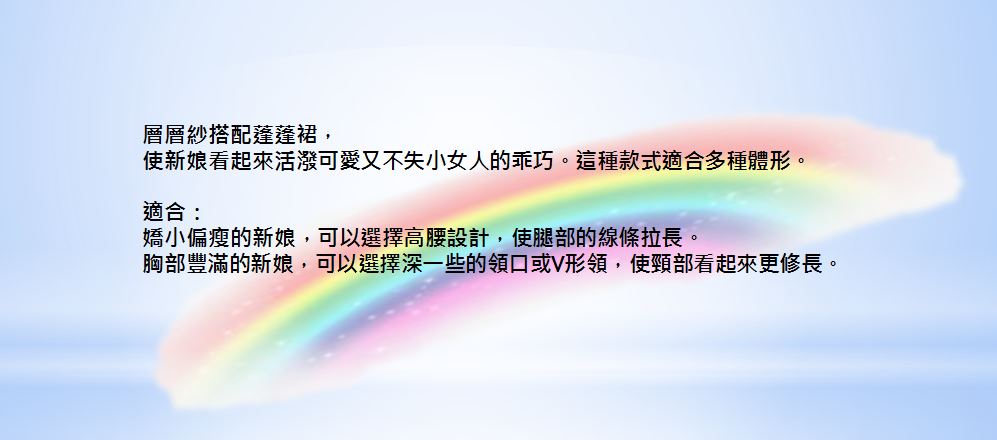 層層紗搭配蓬蓬裙，
使新娘看起來活潑可愛又不失小女人的乖巧。這種款式適合多種體形。
適合：
嬌小偏瘦的新娘，可以選擇高腰設計，使腿部的線條拉長。
胸部豐滿的新娘，可以選擇深一些的領口或V形領，使頸部看起來更修長。